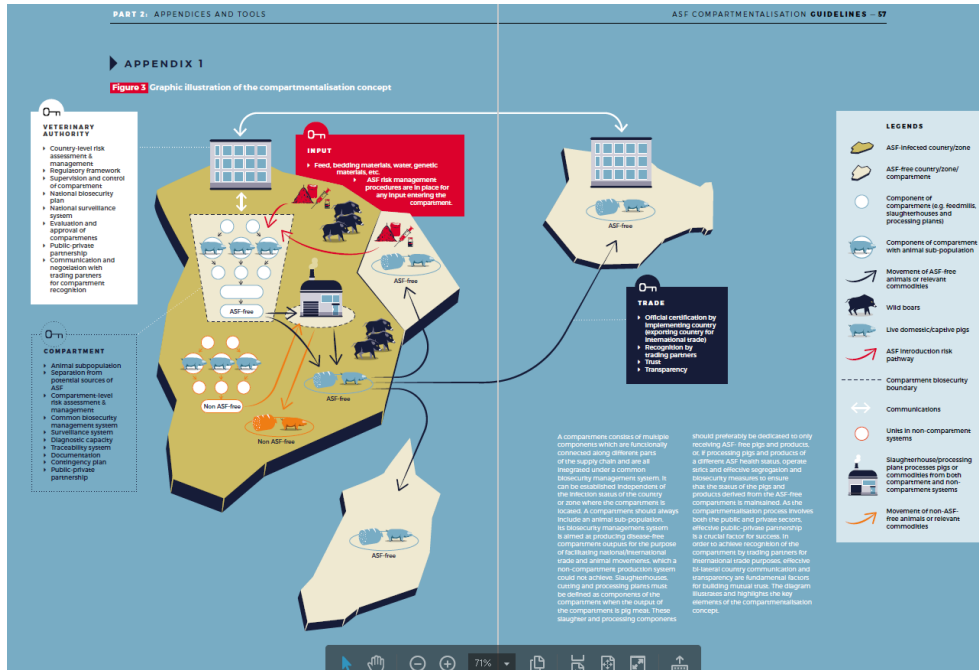 PART 2: APPENDICES AND TOOLS
ASF COMPARTMENTALISATION GUIDELINES — 57
APPENDIX 1
Figure 3 Graphic illustration of the compartmentalisation concept
VETERINARY
AUTHORITY
Country-level risk
assessment &
management
Regulatory framework
Supervision and control
of compartment
National biosecurity
plan
National surveillance
system
Evaluation and
approval of
compartments
Public-private
partnership
Communication and
negotiation with
trading partners
for compartment
recognition
COMPARTMENT
Animal subpopulation
Separation from
potential sources of
ASF
Compartment-level
risk assessment &
management
Common biosecurity
management system
Surveillance system
Diagnostic capacity
Traceability system
Documentation
Contingency plan
Public-private
partnership
INPUT
Feed, bedding materials, water, genetic
materials, etc.
ASF risk management
procedures are in place for
any input entering the
compartment.
ASF-free
Non ASF-free
Non ASF-free
ASF-free
ASF-free
ASF-free
ASF-free
TRADE
Official certification by
implementing country
(exporting country for
international trade)
Recognition by
trading partners
Trust
Transparency
A compartment consists of multiple
components which are functionally
connected along different parts
of the supply chain and are all
integrated under a common
biosecurity management system. It
can be established independent of
the infection status of the country
or zone where the compartment is
located. A compartment should always
include an animal sub-population.
Its biosecurity management system
is aimed as producing disease-free
compartment outputs for the purpose
of facilitating national/international
trade and animal movements, which a
non-compartment production system
could not achieve. Slaughterhouses,
cutting and processing plants must
be defined as components of the
compartment when the output of
the compartment is pig meat. These
slaughter and processing components
should preferably be dedicated to only
receiving ASF- free pigs and products,
or, if processing pigs and products of
a different ASF health status, operate
strict and effective segregation and
biosecurity measures to ensure
that the status of the pigs and
products derived from the ASF-free
compartment is maintained. As the
compartmentalisation process involves
both the public and private sectors,
effective public-private partnership
is a crucial factor for success. In
order to achieve recognition of the
compartment by trading partners for
international trade purposes, effective
bi-lateral country communication and
transparency are fundamental factors
for building mutual trust. The diagram
illustrates and highlights the key
elements of the compartmentalisation
concept.
LEGENDS
ASF-infected country/zone
ASF-free country/zone/
compartment
Component of
compartment (e.g. feedmills,
slaughterhouses and
processing plants)
Component of compartment
with animal sub-population
Movement of ASF-free
animals or relevant
commodities
Wild boars
Live domestic/captive pigs
ASF introduction risk
pathway
Compartment biosecurity
boundary
Communications
Units in non-compartment
systems
Slaughterhouse/processing
plant processes pigs or
commodities from both
compartment and non-
compartment systems
Movement of non-ASF-
free animals or relevant
commodities
71%